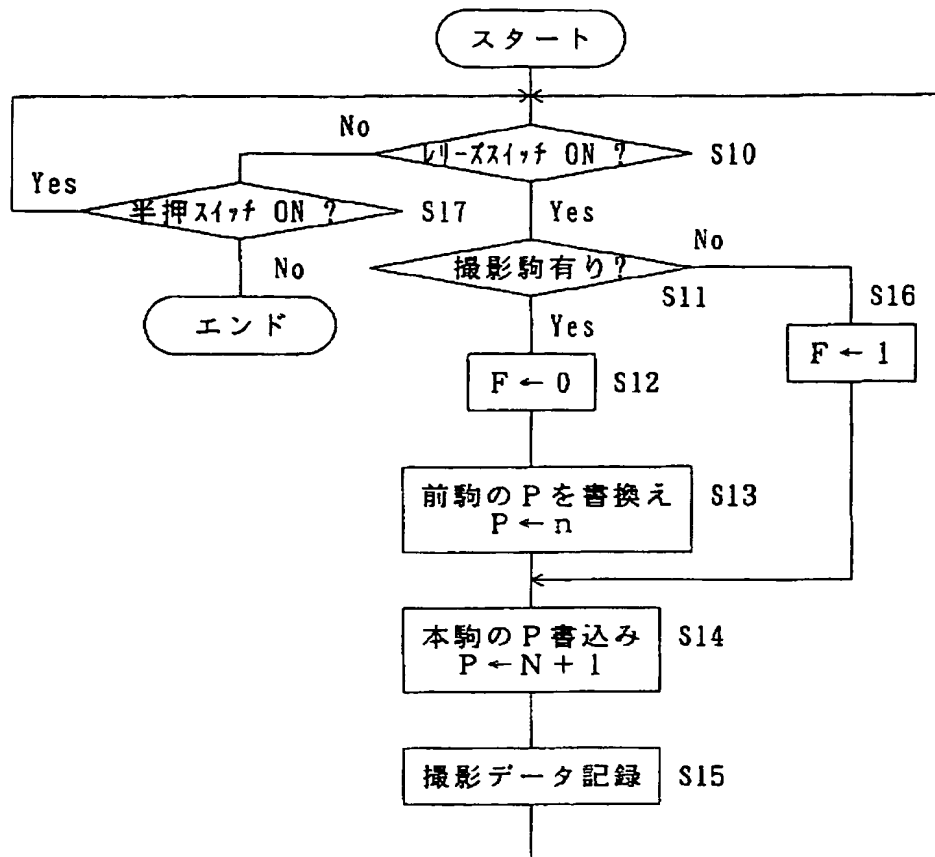 スタート
No
レリーズスイッチ ON ?
S10
Yes
半押スイッチ ON ?
S17
Yes
No
撮影駒有り?
No
S11
S16
エンド
Yes
F ← 0
S12
F ← 1
前駒のPを書換え
P ← n
S13
本駒のP書込み
P ← N + 1
S14
撮影データ記録
S15